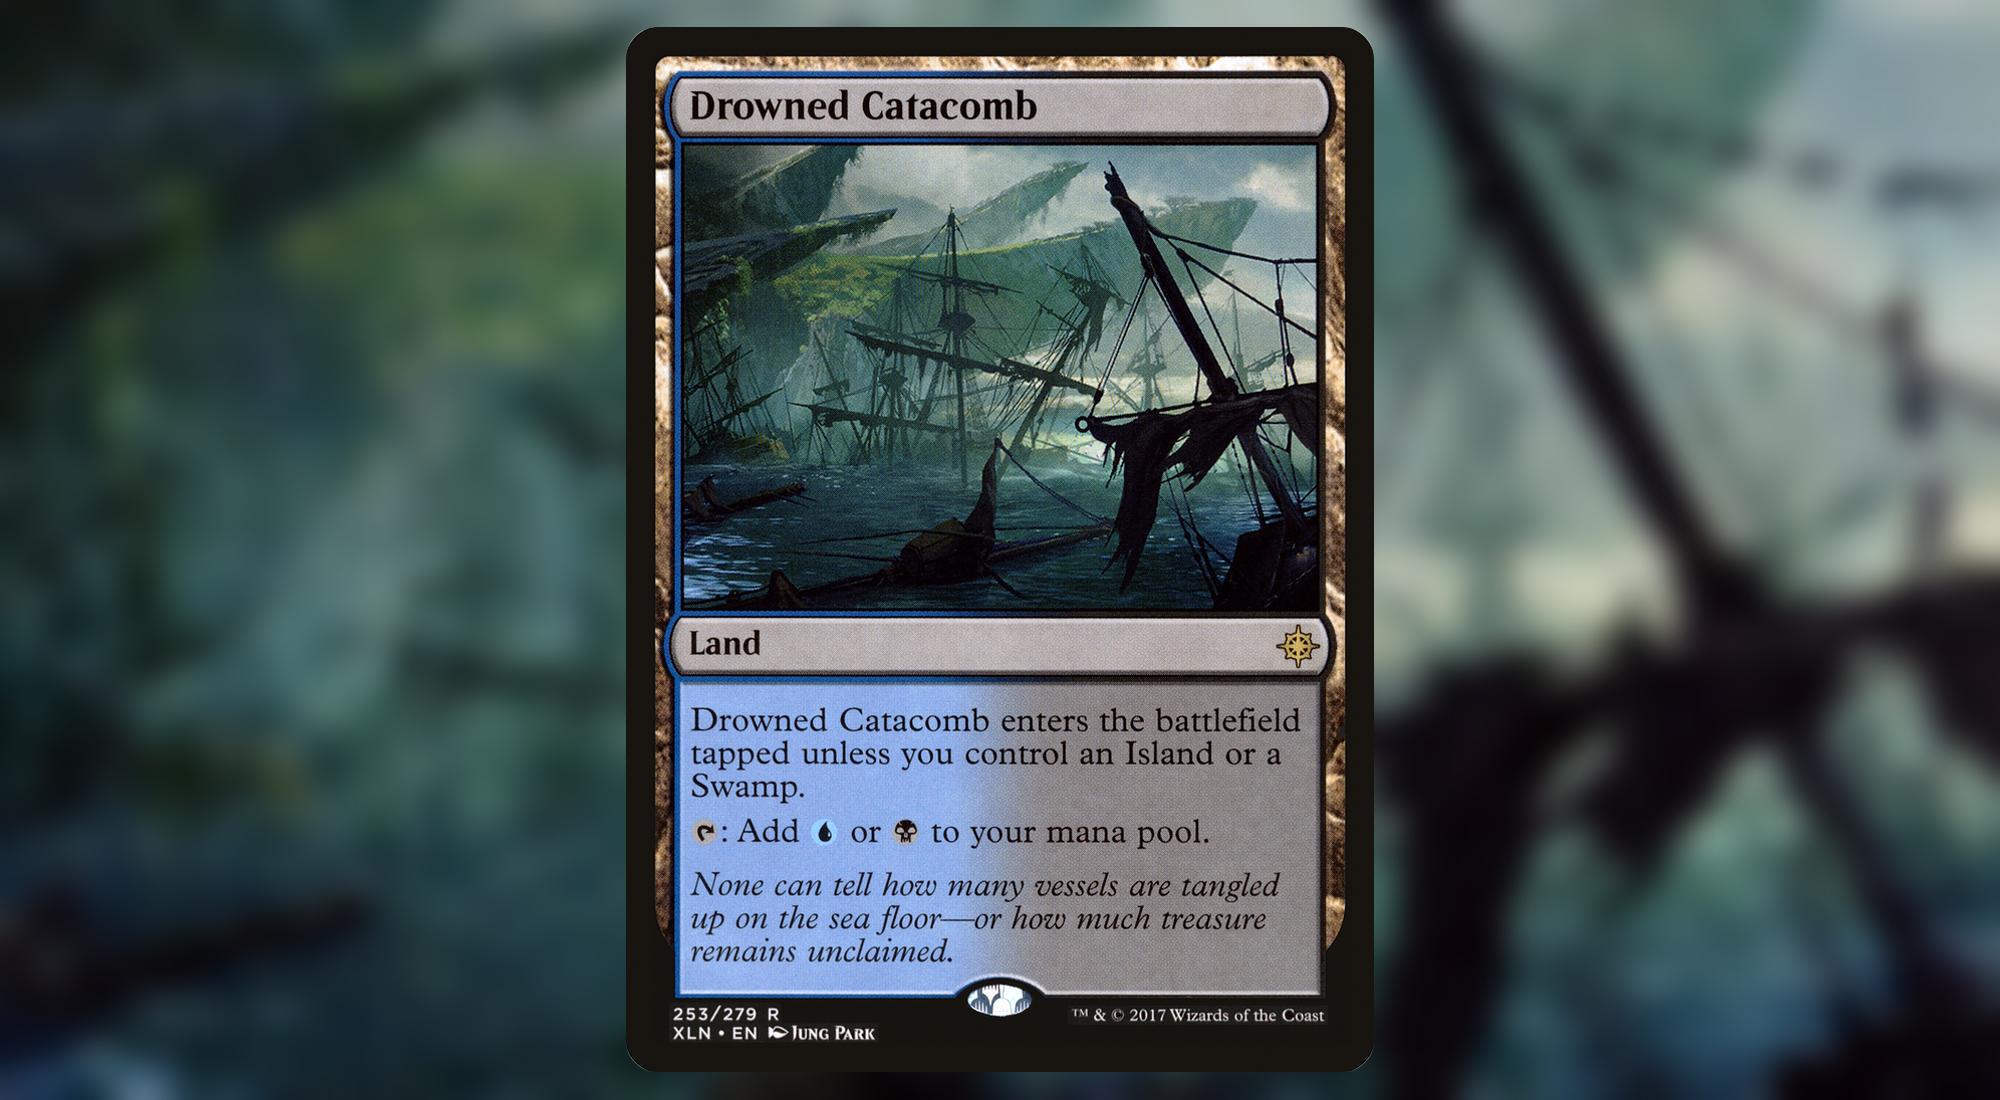 Drowned Catacomb
Land
Drowned Catacomb enters the battlefield
tapped unless you control an Island or a
Swamp.
: Add or to your mana pool.
None can tell how many vessels are tangled
up on the sea floor—or how much treasure
remains unclaimed.
253/279 R
XLN • EN Jung Park
™ & © 2017 Wizards of the Coast